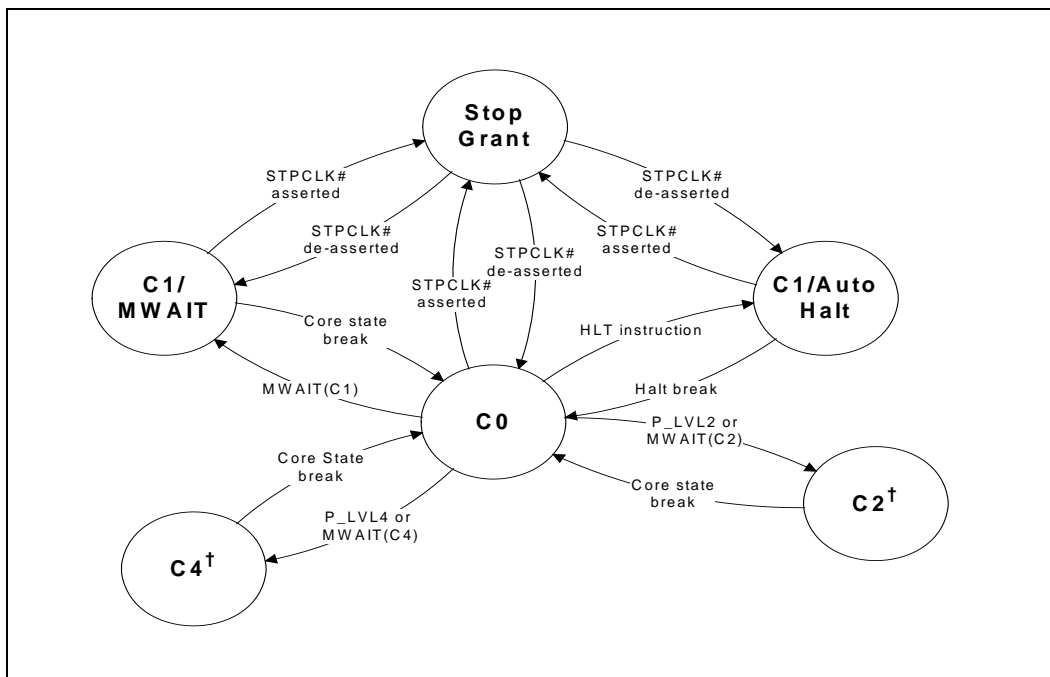 Stop
Grant
STPCLK#
asserted
STPCLK#
de-asserted
STPCLK#
de-asserted
STPCLK#
asserted
STPCLK#
de-asserted
STPCLK#
asserted
C1/
MWAIT
C1/Auto
Halt
Core state
break
HLT instruction
MWAIT(C1)
Halt break
C0
P_LVL2 or
MWAIT(C2)
Core State
break
Core state
break
C2†
P_LVL4 or
MWAIT(C4)
C4†